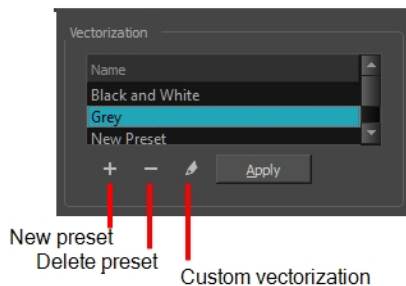 Vectorization
Name
Black and White
Grey
New Preset
Apply
New preset
Delete preset
Custom vectorization